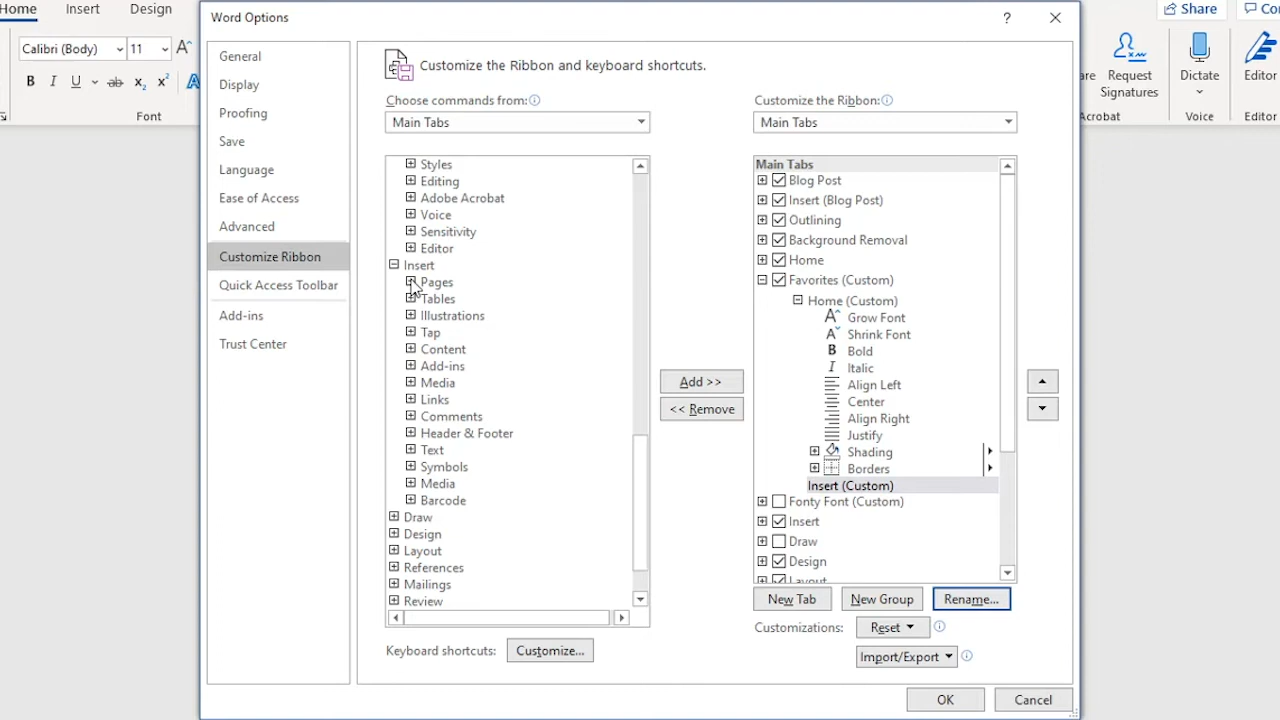 Home Insert Design
Word Options
?
Share
Co
Calibri (Body) 11 A
B I U ab x2 x2 A
Font
are Request Signatures
Acrobat
Dictate
Voice
Editor
Editor
General
Display
Proofing
Save
Language
Ease of Access
Advanced
Customize Ribbon
Quick Access Toolbar
Add-ins
Trust Center
Customize the Ribbon and keyboard shortcuts.
Choose commands from:
Main Tabs
Styles
Editing
Adobe Acrobat
Voice
Sensitivity
Editor
Insert
Pages
Tables
Illustrations
Tap
Content
Add-ins
Media
Links
Comments
Header & Footer
Text
Symbols
Media
Barcode
Draw
Design
Layout
References
Mailings
Review
Keyboard shortcuts: Customize...
Add >>
<< Remove
Customize the Ribbon:
Main Tabs
Main Tabs
Blog Post
Insert (Blog Post)
Outlining
Background Removal
Home
Favorites (Custom)
Home (Custom)
A Grow Font
A Shrink Font
B Bold
I Italic
Align Left
Center
Align Right
Justify
Shading
Borders
Insert (Custom)
Fonty Font (Custom)
Insert
Draw
Design
Layout
New Tab New Group Rename...
Customizations: Reset
Import/Export
OK Cancel